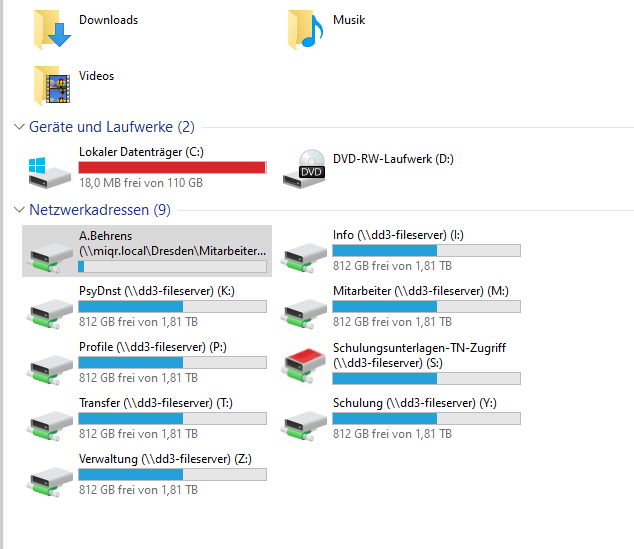 Downloads
Musik
Videos
Geräte und Laufwerke (2)
Lokaler Datenträger (C:)
18,0 MB frei von 110 GB
DVD-RW-Laufwerk (D:)
DVD
Netzwerkadressen (9)
A.Behrens
(\\miqr.local\Dresden\Mitarbeiter...
Info (\\dd3-fileserver) (I:)
812 GB frei von 1,81 TB
PsyDnst (\\dd3-fileserver) (K:)
812 GB frei von 1,81 TB
Mitarbeiter (\\dd3-fileserver) (M:)
812 GB frei von 1,81 TB
Profile (\\dd3-fileserver) (P:)
812 GB frei von 1,81 TB
Schulungsunterlagen-TN-Zugriff
(\\dd3-fileserver) (S:)
Transfer (\\dd3-fileserver) (T:)
812 GB frei von 1,81 TB
Schulung (\\dd3-fileserver) (Y:)
812 GB frei von 1,81 TB
Verwaltung (\\dd3-fileserver) (Z:)
812 GB frei von 1,81 TB